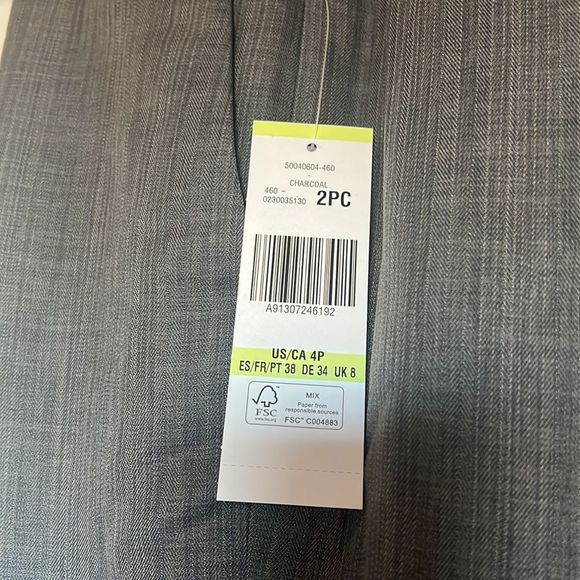 50040604-460
-
CHARCOAL
460 -
0230035130
2PC
A91307246192
US/CA 4P
ES/FR/PT 38 DE 34 UK 8
FSC
www.fsc.org
MIX
Paper from
responsible sources
FSC™ C004883